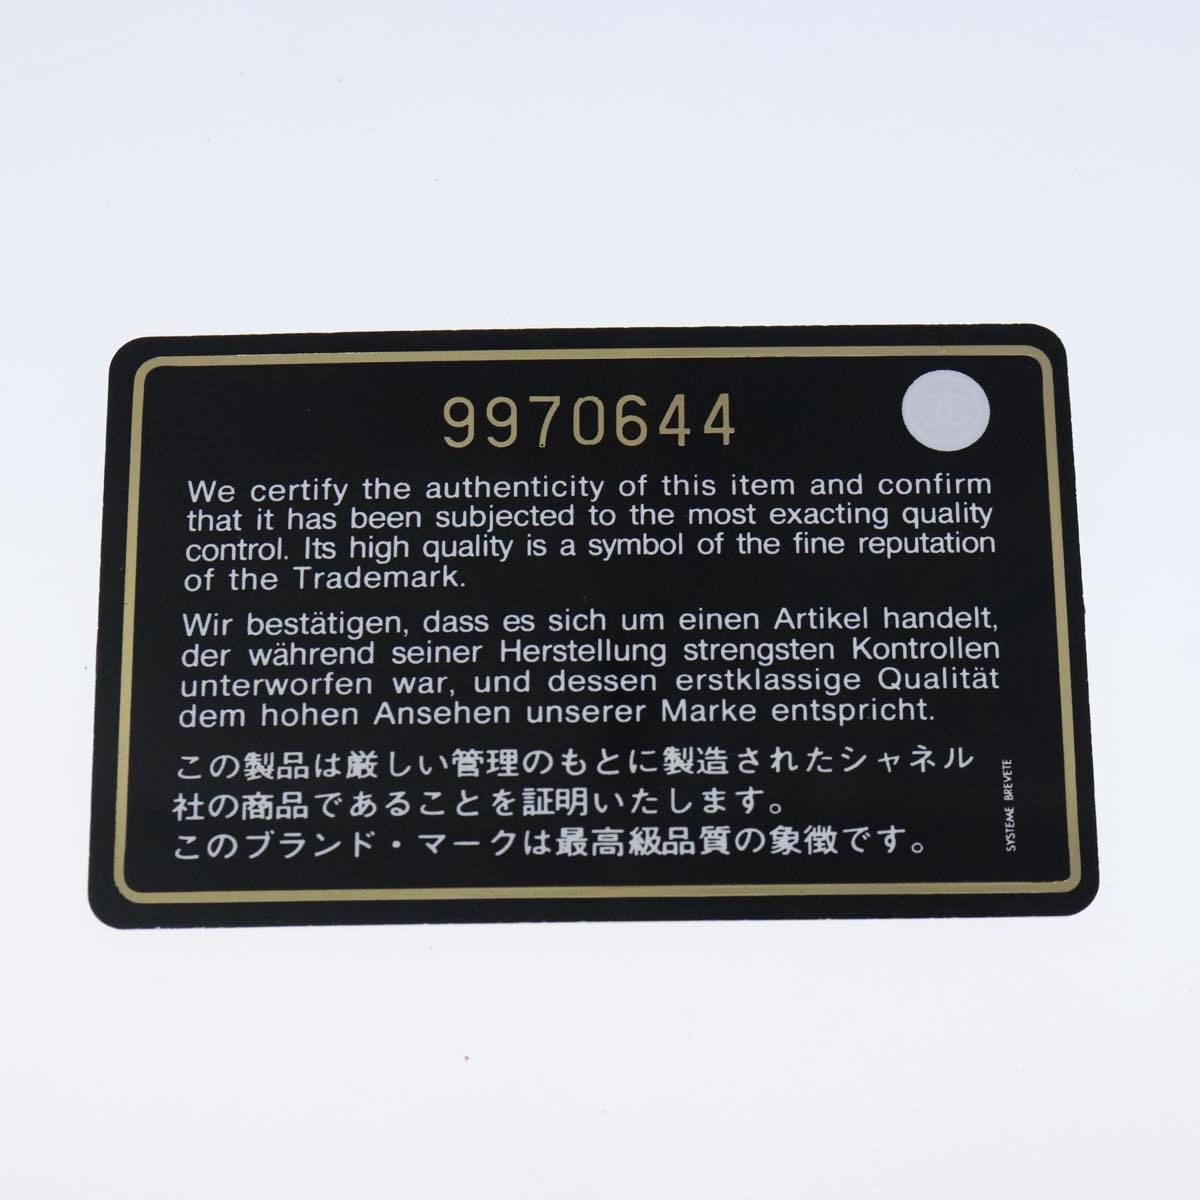 9970644
We certify the authenticity of this item and confirm
that it has been subjected to the most exacting quality
control. Its high quality is a symbol of the fine reputation
of the Trademark.
Wir bestätigen, dass es sich um einen Artikel handelt,
der während seiner Herstellung strengsten Kontrollen
unterworfen war, und dessen erstklassige Qualität
dem hohen Ansehen unserer Marke entspricht.
この製品は厳しい管理のもとに製造されたシャネル
社の商品であることを証明いたします。
このブランド・マークは最高級品質の象徴です。
SYSTEME BREVETE